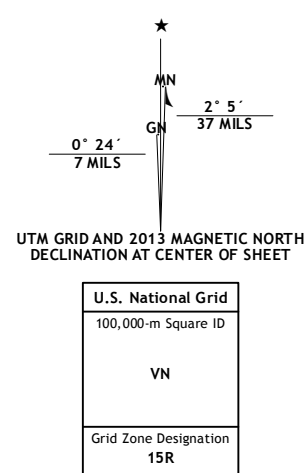 ★
MN
GN
2° 5´
37 MILS
0° 24´
7 MILS
UTM GRID AND 2013 MAGNETIC NORTH
DECLINATION AT CENTER OF SHEET
U.S. National Grid
100,000-m Square ID
VN
Grid Zone Designation
15R